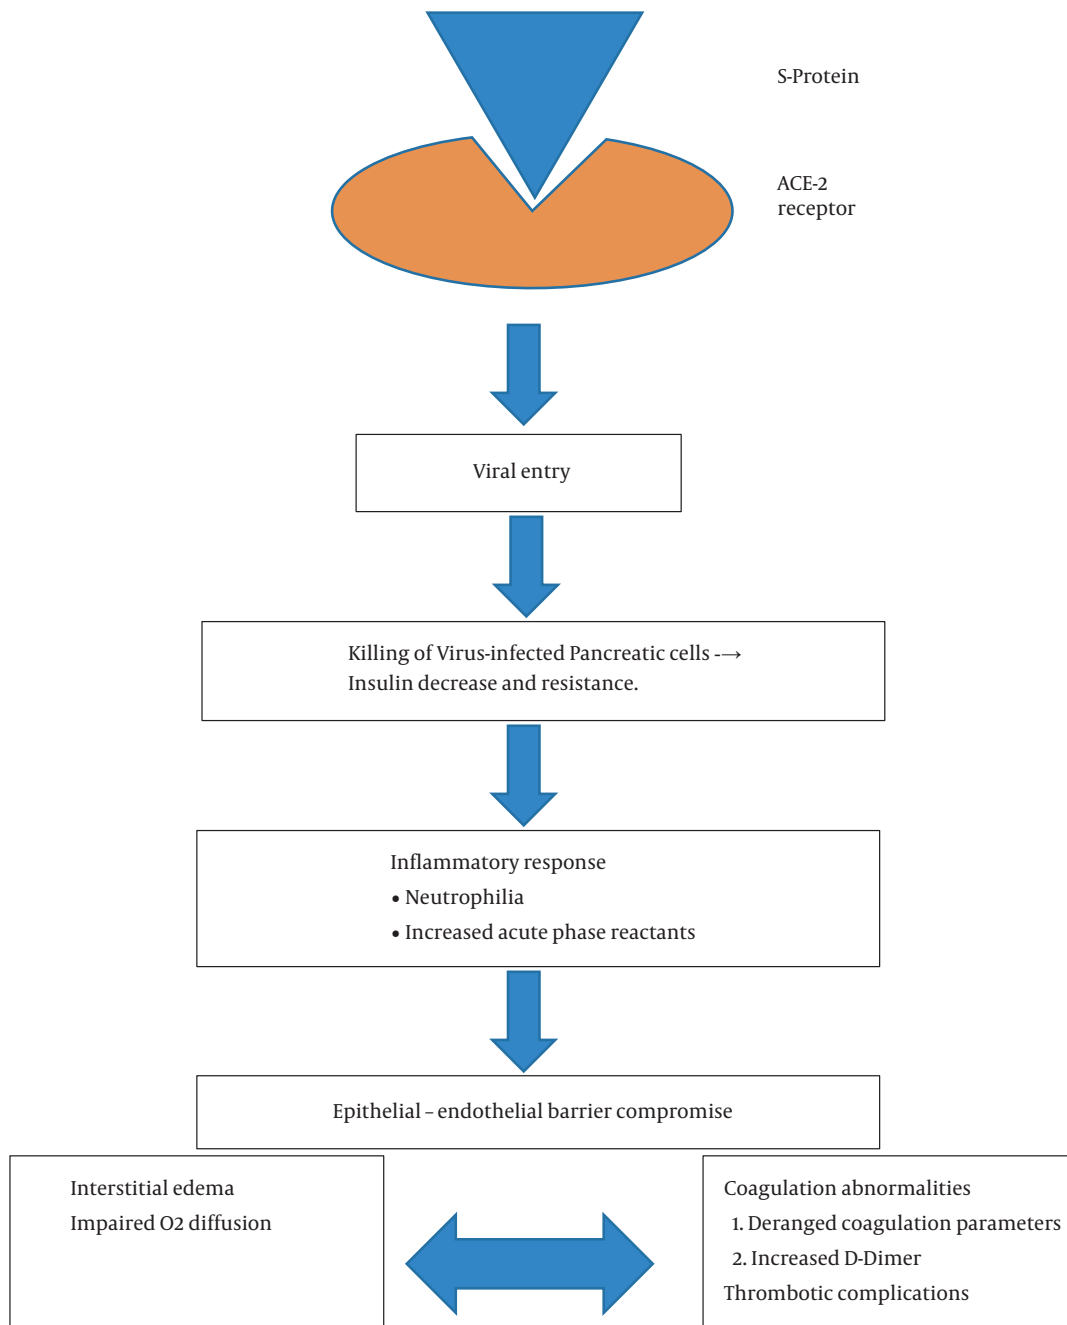 S-Protein
ACE-2
receptor
Viral entry
Killing of Virus-infected Pancreatic cells -→
Insulin decrease and resistance.
Inflammatory response
• Neutrophilia
• Increased acute phase reactants
Epithelial – endothelial barrier compromise
Interstitial edema
Impaired O2 diffusion
Coagulation abnormalities
1. Deranged coagulation parameters
2. Increased D-Dimer
Thrombotic complications